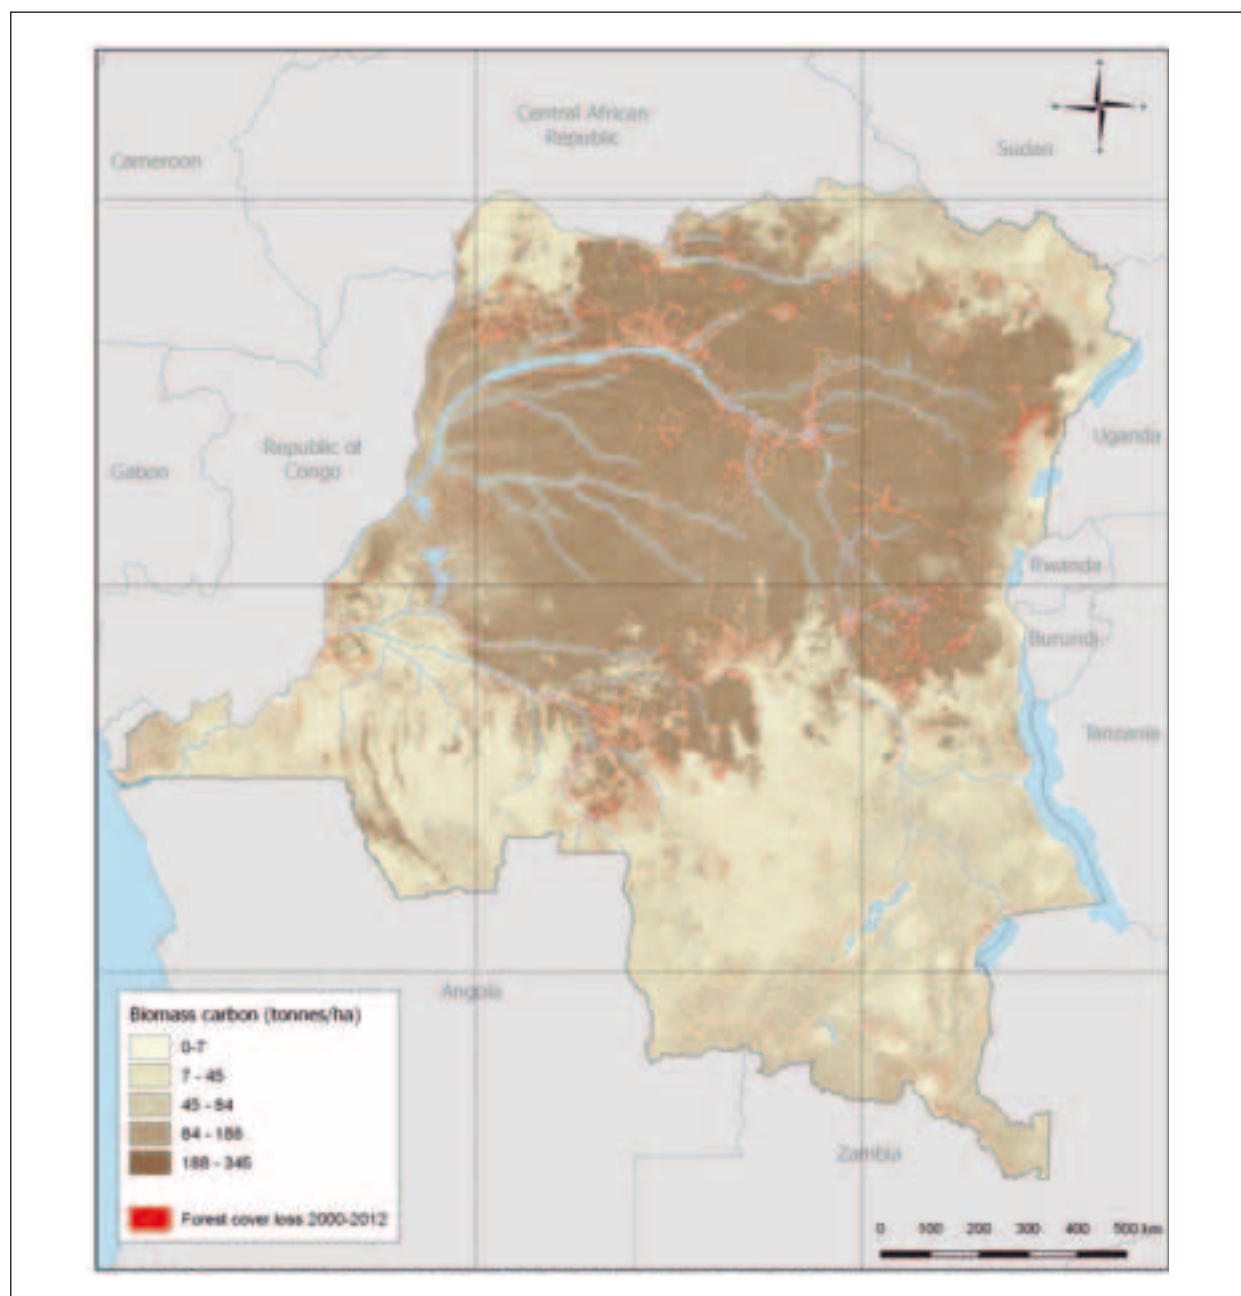 Central African
Republic
Sudan
Cameroon
Republic of
Congo
Gabon
Uganda
Rwanda
Burundi
Tanzania
Angola
Zambia
Biomass carbon (tonnes/ha)
0-7
7 - 45
45 - 84
84 - 188
188 - 345
Forest cover loss 2000-2012
0 100 200 300 400 500 km